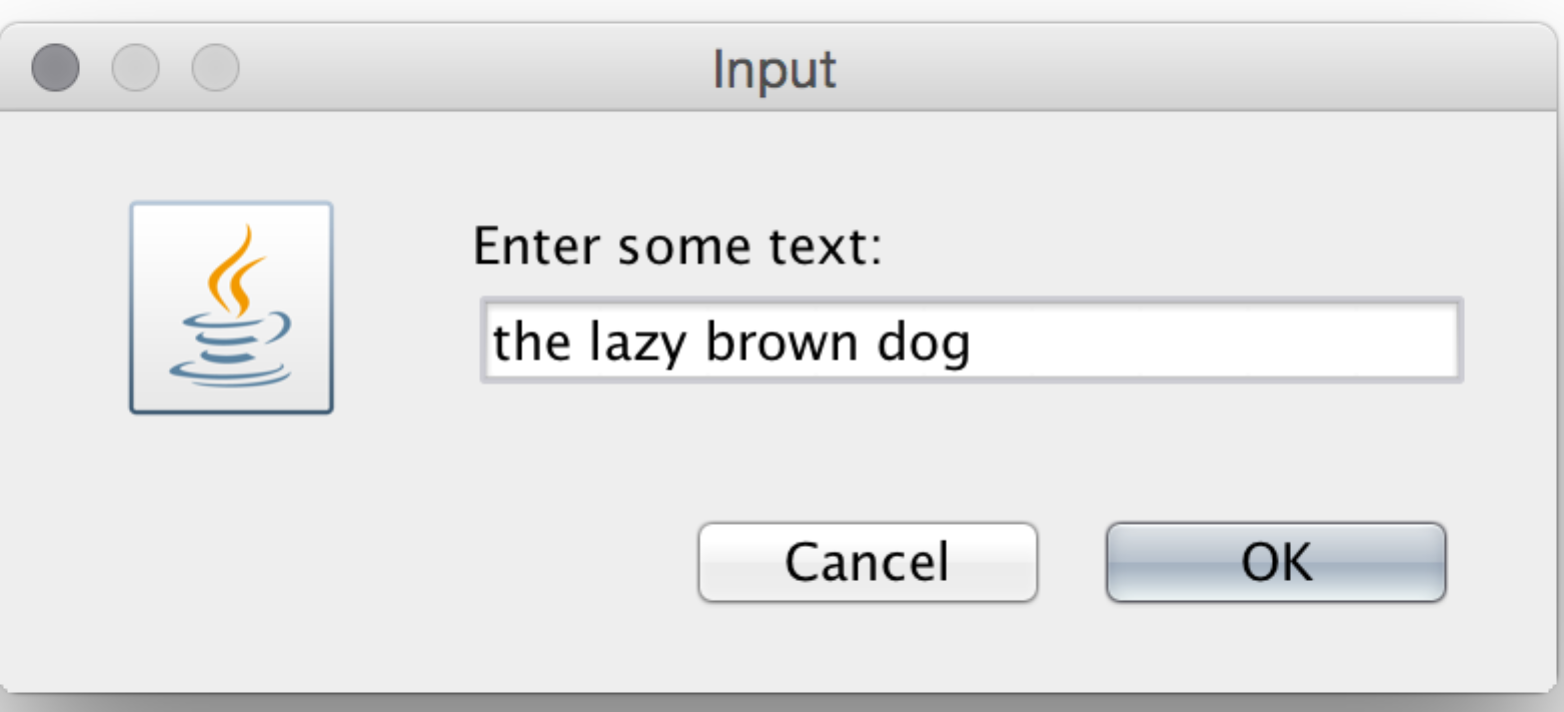 Input
Enter some text:
the lazy brown dog
Cancel OK